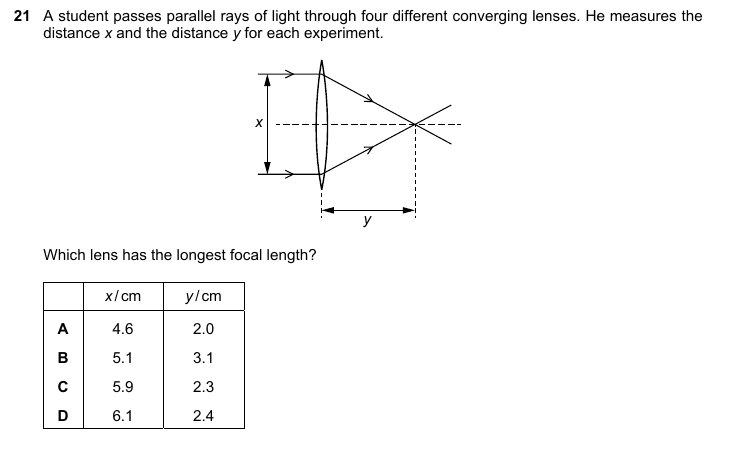 21 A student passes parallel rays of light through four different converging lenses. He measures the
distance x and the distance y for each experiment.
x
y
Which lens has the longest focal length?
x / cm y / cm
A 4.6 2.0
B 5.1 3.1
C 5.9 2.3
D 6.1 2.4